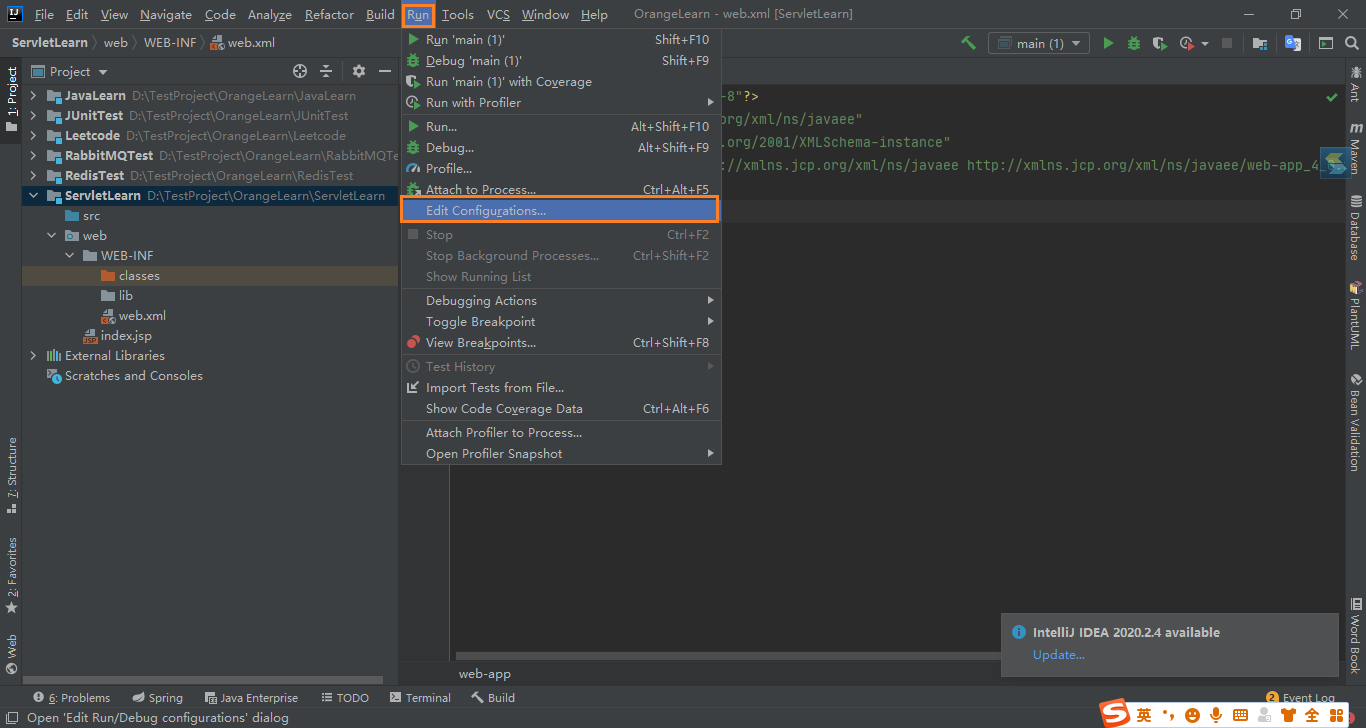 File Edit View Navigate Code Analyze Refactor Build Run Tools VCS Window Help OrangeLearn - web.xml [ServletLearn]
ServletLearn web WEB-INF web.xml
main (1)
Project
JavaLearn D:\TestProject\OrangeLearn\JavaLearn
JUnitTest D:\TestProject\OrangeLearn\JUnitTest
Leetcode D:\TestProject\OrangeLearn\Leetcode
RabbitMQTest D:\TestProject\OrangeLearn\RabbitMQTe
RedisTest D:\TestProject\OrangeLearn\RedisTest
ServletLearn D:\TestProject\OrangeLearn\ServletLearn
src
web
WEB-INF
classes
lib
web.xml
index.jsp
External Libraries
Scratches and Consoles
Run 'main (1)' Shift+F10
Debug 'main (1)' Shift+F9
Run 'main (1)' with Coverage
Run with Profiler
Run... Alt+Shift+F10
Debug... Alt+Shift+F9
Profile...
Attach to Process... Ctrl+Alt+F5
Edit Configurations...
Stop Ctrl+F2
Stop Background Processes... Ctrl+Shift+F2
Show Running List
Debugging Actions
Toggle Breakpoint
View Breakpoints... Ctrl+Shift+F8
Test History
Import Tests from File...
Show Code Coverage Data Ctrl+Alt+F6
Attach Profiler to Process...
Open Profiler Snapshot
-8"?>
org/xml/ns/javaee"
.org/2001/XMLSchema-instance"
://xmlns.jcp.org/xml/ns/javaee http://xmlns.jcp.org/xml/ns/javaee/web-app_4
1: Project
7: Structure
2: Favorites
Web
Ant
Maven
Database
PlantUML
Bean Validation
Word Book
IntelliJ IDEA 2020.2.4 available
Update...
web-app
6: Problems Spring Java Enterprise TODO Terminal Build 2 Event Log
Open 'Edit Run/Debug configurations' dialog
英
全